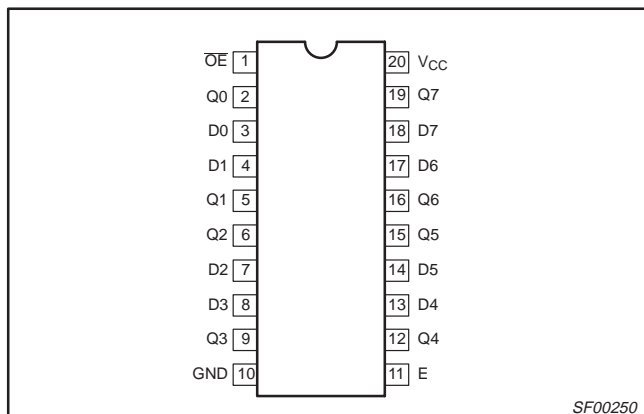 O̅E̅ 1 20 VCC
Q0 2 19 Q7
D0 3 18 D7
D1 4 17 D6
Q1 5 16 Q6
Q2 6 15 Q5
D2 7 14 D5
D3 8 13 D4
Q3 9 12 Q4
GND 10 11 E
SF00250